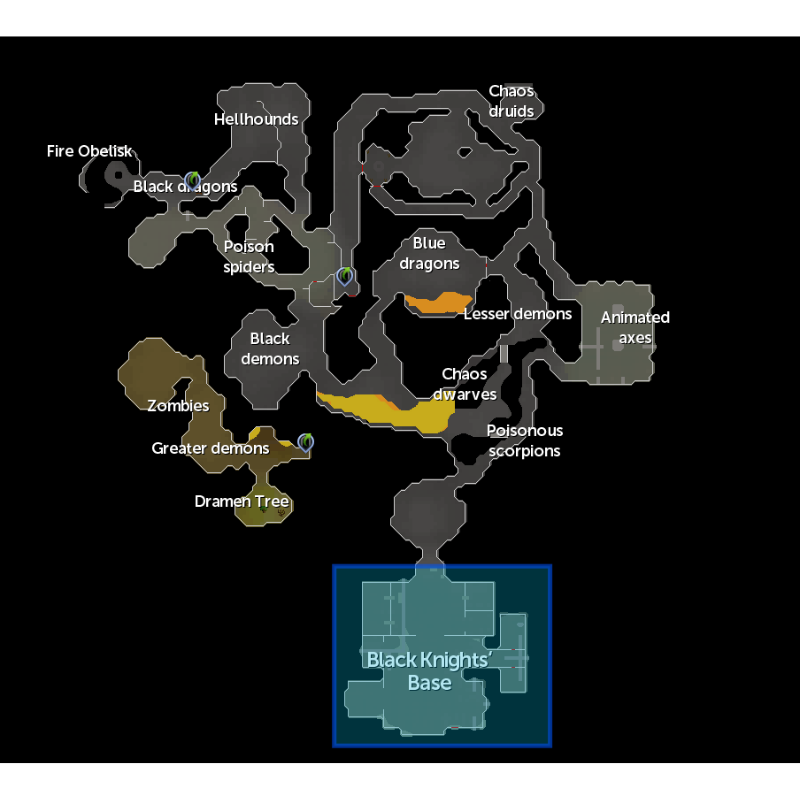 Chaos
druids
Hellhounds
Fire Obelisk
Black dragons
Poison
spiders
Blue
dragons
Lesser demons
Animated
axes
Black
demons
Chaos
dwarves
Zombies
Poisonous
scorpions
Greater demons
Dramen Tree
Black Knights'
Base